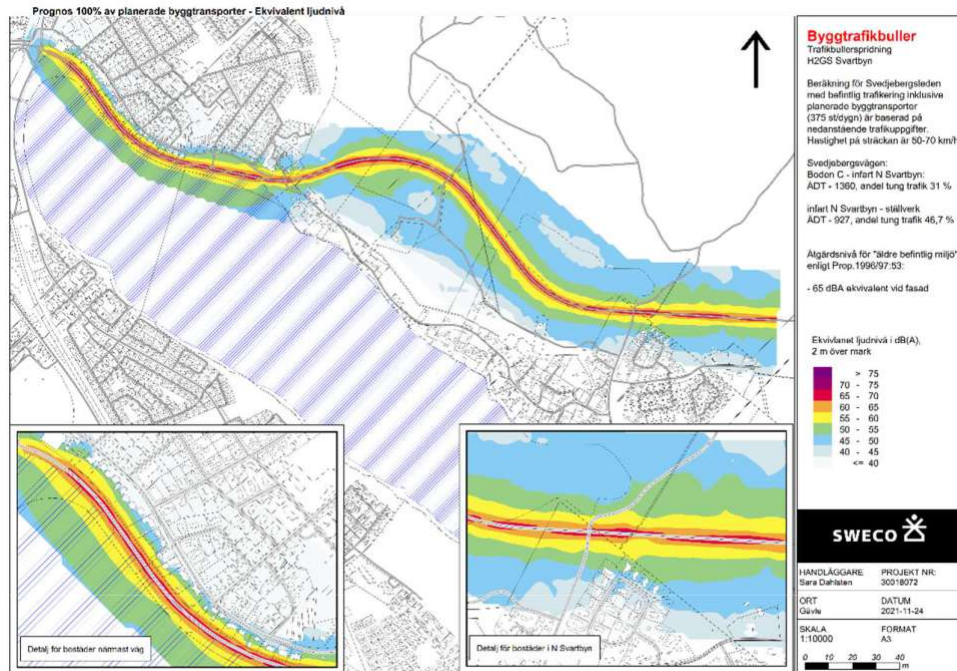 Prognos 100% av planerade byggtransporter - Ekvivalent ljudnivå
Byggtrafikbuller
Trafikbullerspridning
H2GS Svartbyn
Beräkning för Svedjebergsleden
med befintlig trafikering inklusive
planerade byggtransporter
(375 st/dygn) är baserad på
nedanstående trafikuppgifter.
Hastighet på sträckan är 50-70 km/h
Svedjebergsvägen:
Boden C - infart N Svartbyn:
ÅDT - 1360, andel tung trafik 31 %
infart N Svartbyn - ställverk
ÅDT - 927, andel tung trafik 46,7 %
Åtgärdsnivå för "äldre befintlig miljö"
enligt Prop.1996/97:53:
- 65 dBA ekvivalent vid fasad
Ekvivlanet ljudnivå i dB(A),
2 m över mark
> 75
70 - 75
65 - 70
60 - 65
55 - 60
50 - 55
45 - 50
40 - 45
<= 40
Detalj för bostäder närmast väg
Detalj för bostäder i N Svartbyn
SWECO
HANDLÄGGARE PROJEKT NR:
Sara Dahlsten 30018072
ORT DATUM
Gävle 2021-11-24
SKALA FORMAT
1:10000 A3
0 10 20 30 40
m